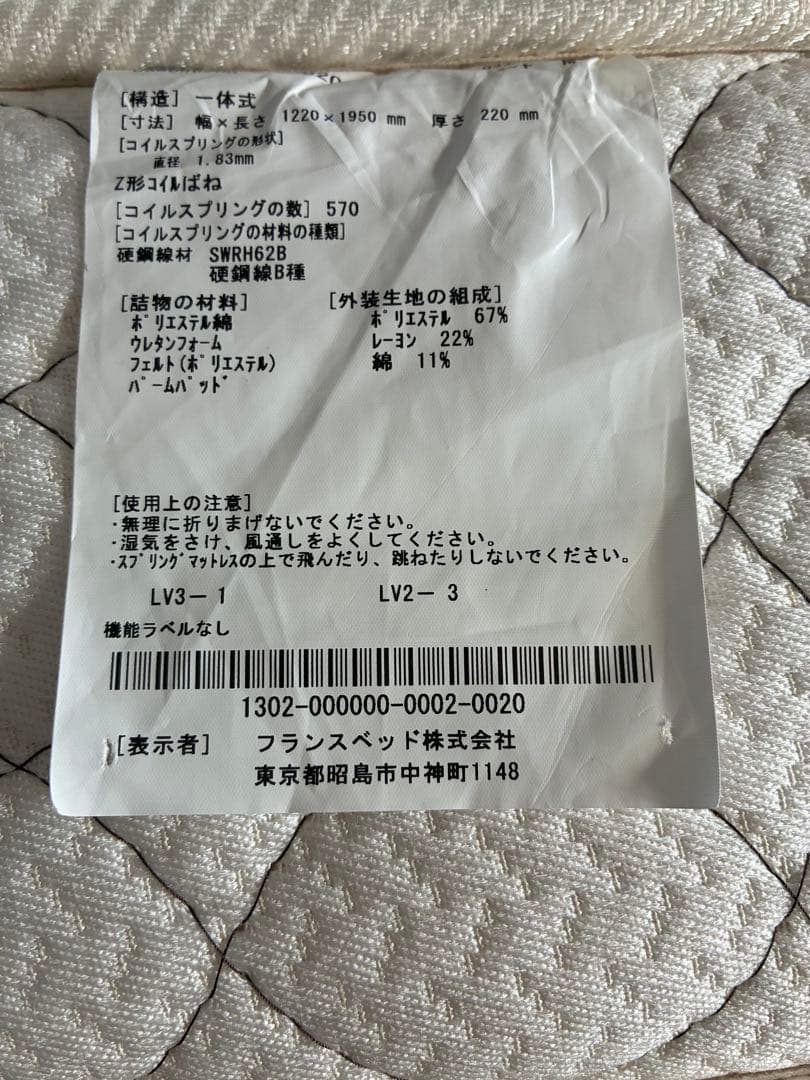 [構造] 一体式
[寸法] 幅×長さ 1220×1950 mm 厚さ 220 mm
[コイルスプリングの形状]
直径 1.83mm
Z形ｺｲﾙばね
[コイルスプリングの数] 570
[コイルスプリングの材料の種類]
硬鋼線材 SWRH62B
硬鋼線B種
[詰物の材料] [外装生地の組成]
ﾎﾟﾘｴｽﾃﾙ綿 ﾎﾟﾘｴｽﾃﾙ 67%
ｳﾚﾀﾝﾌｫｰﾑ ﾚｰﾖﾝ 22%
ﾌｪﾙﾄ(ﾎﾟﾘｴｽﾃﾙ) 綿 11%
ﾊﾟｰﾑﾊﾟｯﾄﾞ
[使用上の注意]
・無理に折りまげないでください。
・湿気をさけ、風通しをよくしてください。
・ｽﾌﾟﾘﾝｸﾞﾏｯﾄﾚｽの上で飛んだり、跳ねたりしないでください。
LV3－1 LV2－3
機能ラベルなし
1302-000000-0002-0020
[表示者] フランスベッド株式会社
東京都昭島市中神町1148